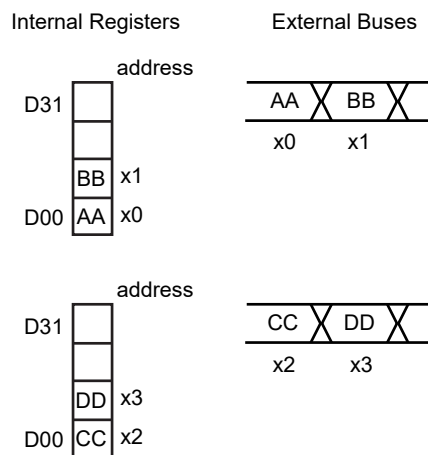 Internal Registers External Buses
address
D31 AA BB
x0 x1
BB x1
D00 AA x0
address
D31 CC DD
x2 x3
DD x3
D00 CC x2